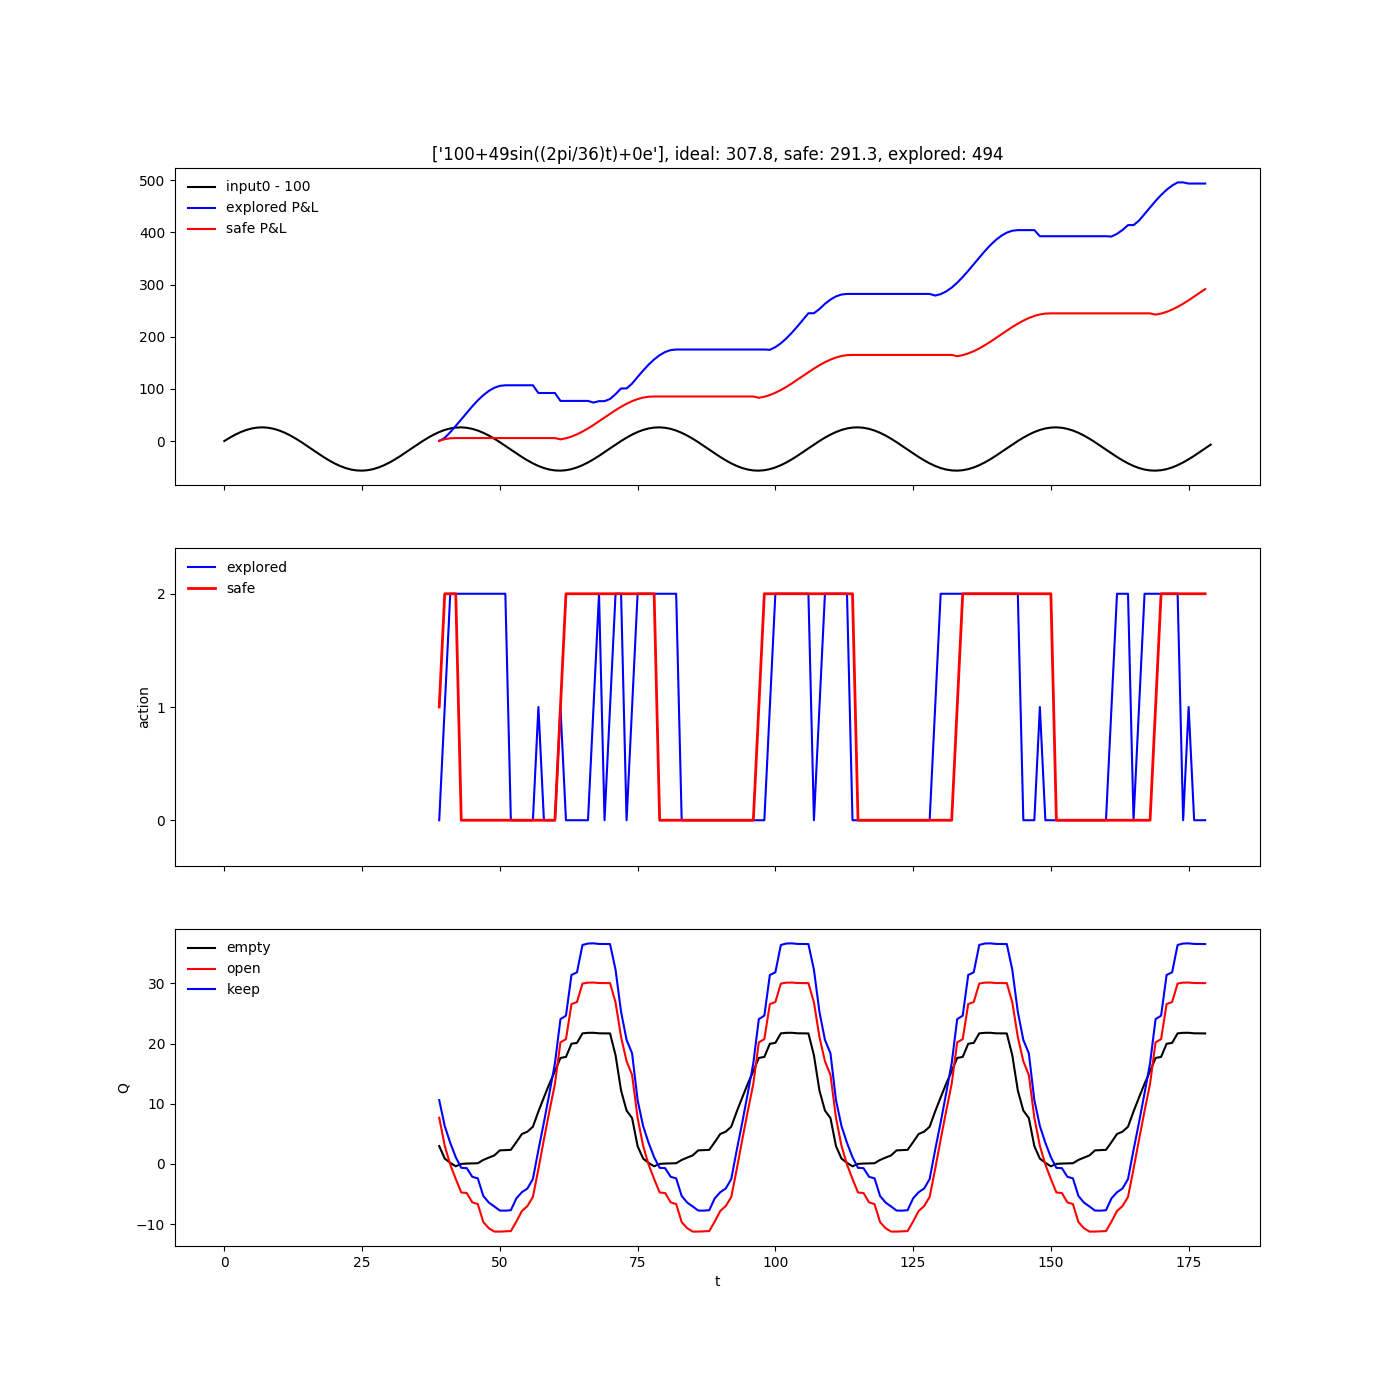 ['100+49sin((2pi/36)t)+0e'], ideal: 307.8, safe: 291.3, explored: 494
500
400
300
200
100
0
input0 - 100
explored P&L
safe P&L
action
2
1
0
explored
safe
Q
30
20
10
0
−10
empty
open
keep
0
25
50
75
100
125
150
175
t